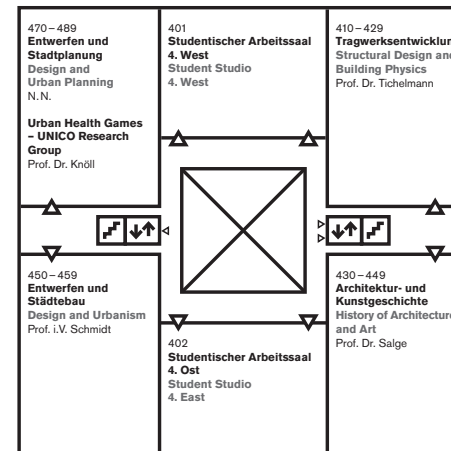 470–489
Entwerfen und
Stadtplanung
Design and
Urban Planning
N.N.
Urban Health Games
– UNICO Research
Group
Prof. Dr. Knöll
401
Studentischer Arbeitssaal
4. West
Student Studio
4. West
410–429
Tragwerksentwicklun
Structural Design and
Building Physics
Prof. Dr. Tichelmann
450–459
Entwerfen und
Städtebau
Design and Urbanism
Prof. i.V. Schmidt
402
Studentischer Arbeitssaal
4. Ost
Student Studio
4. East
430–449
Architektur- und
Kunstgeschichte
History of Architecture
and Art
Prof. Dr. Salge